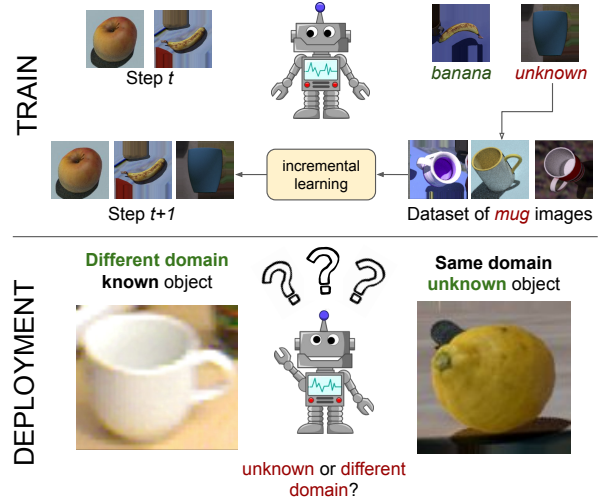 TRAIN
Step t
banana
unknown
Step t+1
incremental
learning
Dataset of mug images
DEPLOYMENT
Different domain
known object
? ? ?
Same domain
unknown object
unknown or different
domain?